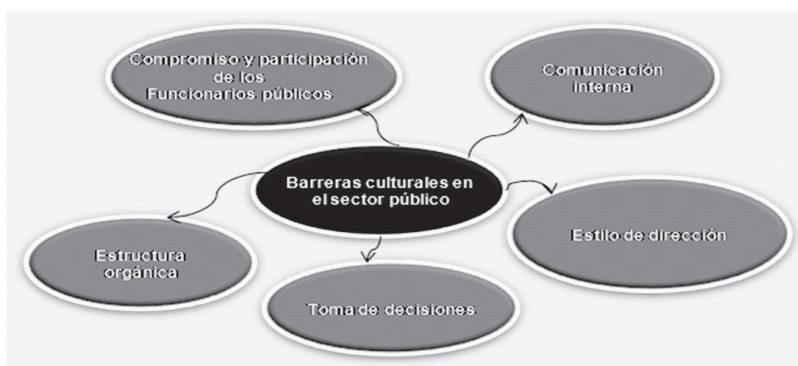 Compromiso y participación
de los
Funcionarios públicos
Comunicación
interna
Barreras culturales en
el sector público
Estilo de dirección
Estructura
orgánica
Toma de decisiones